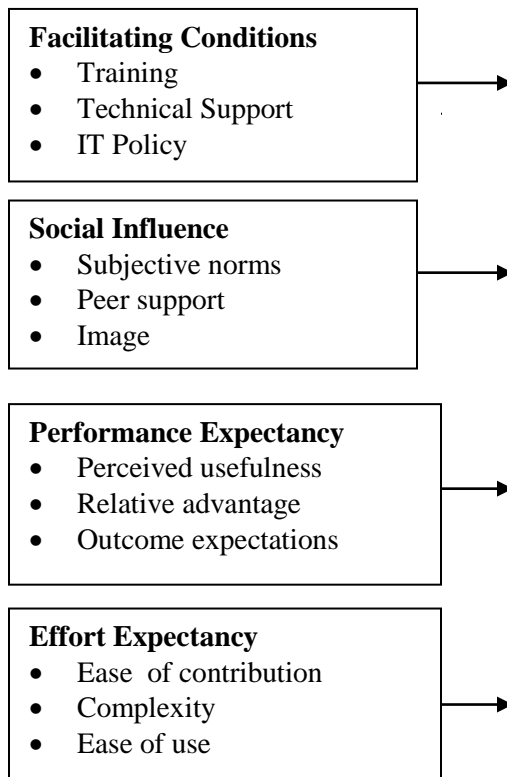 Facilitating Conditions
• Training
• Technical Support
• IT Policy
Social Influence
• Subjective norms
• Peer support
• Image
Performance Expectancy
• Perceived usefulness
• Relative advantage
• Outcome expectations
Effort Expectancy
• Ease of contribution
• Complexity
• Ease of use